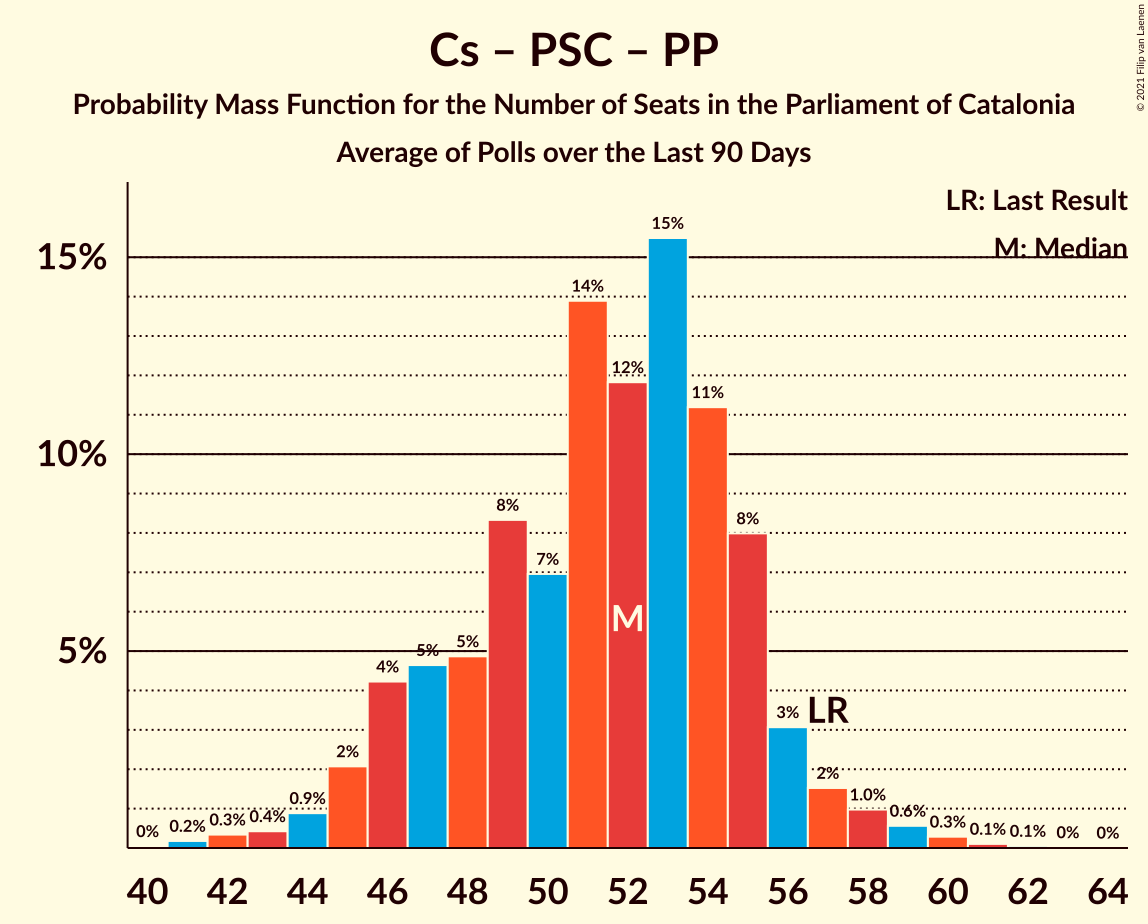 Cs – PSC – PP
Probability Mass Function for the Number of Seats in the Parliament of Catalonia
Average of Polls over the Last 90 Days
© 2021 Filip van Laenen
LR: Last Result
M: Median
15%
10%
5%
0% 0.2% 0.3% 0.4% 0.9% 2% 4% 5% 5% 8% 7% 14% 12% 15% 11% 8% 3% 2% 1.0% 0.6% 0.3% 0.1% 0.1% 0% 0%
M
LR
40 42 44 46 48 50 52 54 56 58 60 62 64